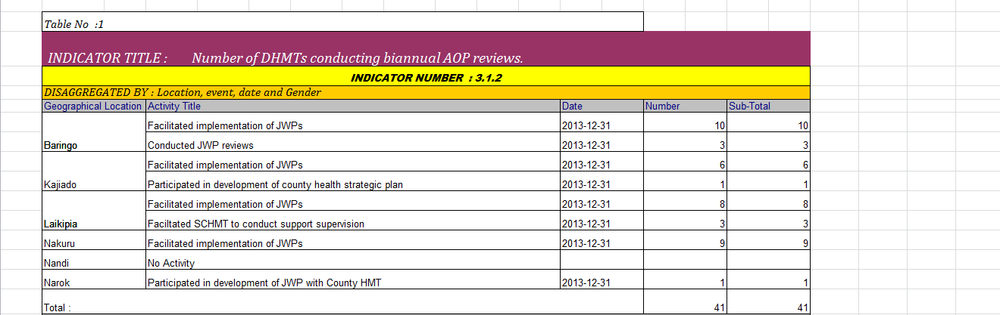 Table No :1
INDICATOR TITLE : Number of DHMTs conducting biannual AOP reviews.
INDICATOR NUMBER : 3.1.2
DISAGGREGATED BY : Location, event, date and Gender
Geographical Location Activity Title Date Number Sub-Total
Facilitated implementation of JWPs 2013-12-31 10 10
Baringo Conducted JWP reviews 2013-12-31 3 3
Facilitated implementation of JWPs 2013-12-31 6 6
Kajiado Participated in development of county health strategic plan 2013-12-31 1 1
Facilitated implementation of JWPs 2013-12-31 8 8
Laikipia Faciltated SCHMT to conduct support supervision 2013-12-31 3 3
Nakuru Facilitated implementation of JWPs 2013-12-31 9 9
Nandi No Activity
Narok Participated in development of JWP with County HMT 2013-12-31 1 1
Total : 41 41